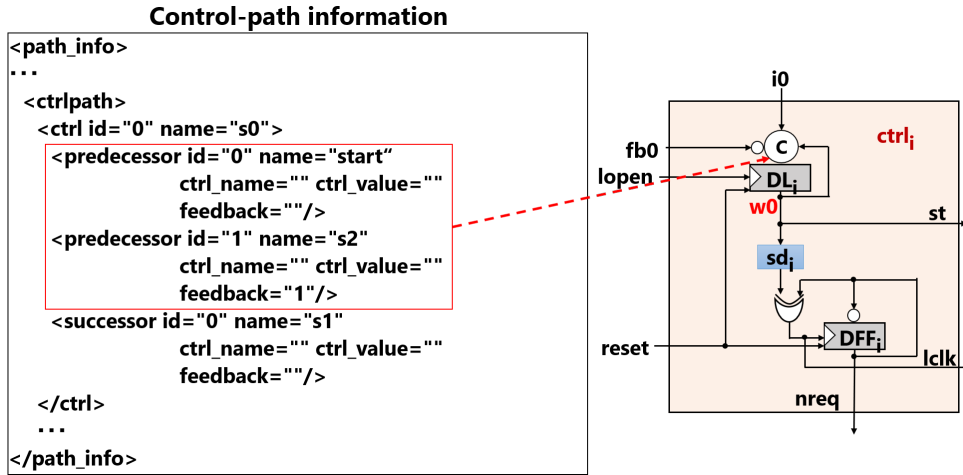 Control-path information
<path_info>
...
<ctrlpath>
<ctrl id="0" name="s0">
<predecessor id="0" name="start“
ctrl_name="" ctrl_value=""
feedback=""/>
<predecessor id="1" name="s2"
ctrl_name="" ctrl_value=""
feedback="1"/>
<successor id="0" name="s1"
ctrl_name="" ctrl_value=""
feedback=""/>
</ctrl>
...
</path_info>
i0
ctrli
fb0
C
lopen
DLi
w0
st
sdi
reset
DFFi
lclk
nreq